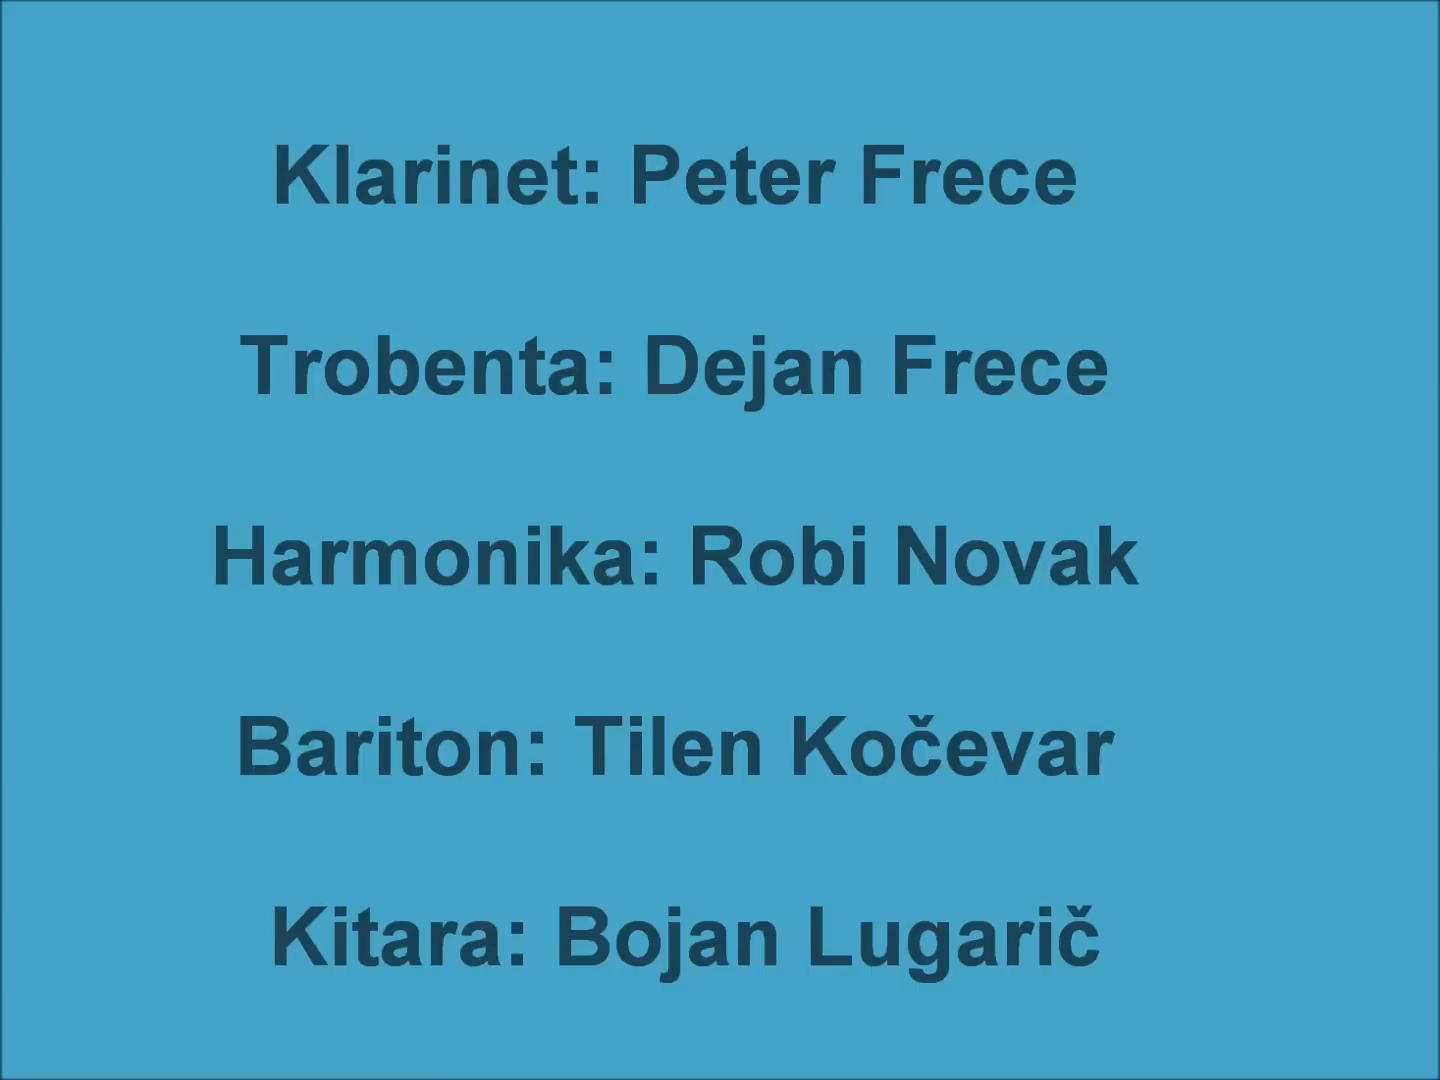 Klarinet: Peter Frece
Trobenta: Dejan Frece
Harmonika: Robi Novak
Bariton: Tilen Kočevar
Kitara: Bojan Lugarič